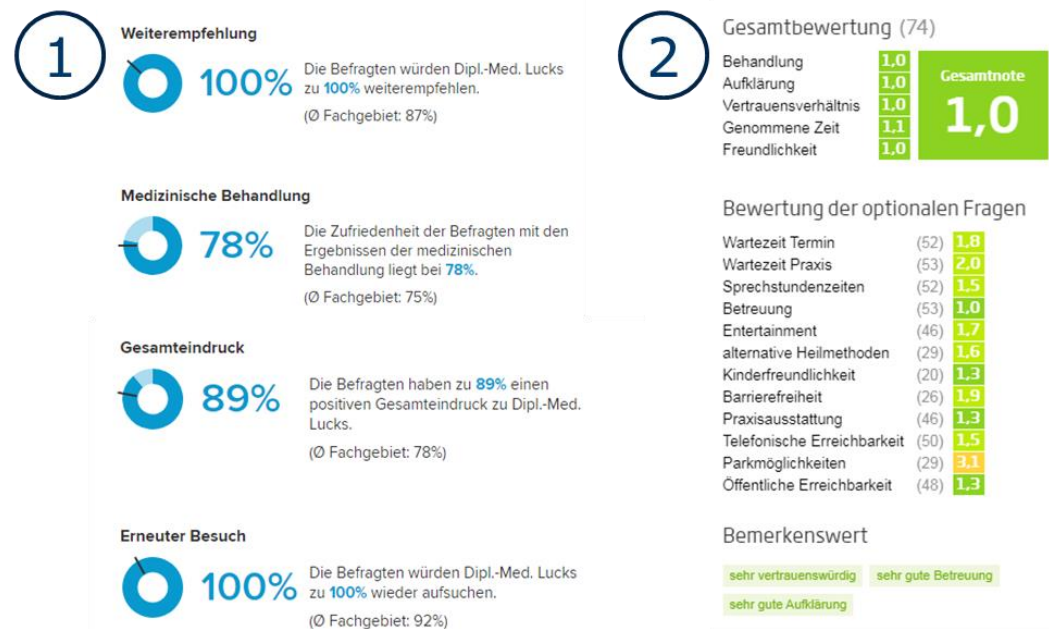 1
Weiterempfehlung
100%
Die Befragten würden Dipl.-Med. Lucks
zu 100% weiterempfehlen.
(Ø Fachgebiet: 87%)
Medizinische Behandlung
78%
Die Zufriedenheit der Befragten mit den
Ergebnissen der medizinischen
Behandlung liegt bei 78%.
(Ø Fachgebiet: 75%)
Gesamteindruck
89%
Die Befragten haben zu 89% einen
positiven Gesamteindruck zu Dipl.-Med.
Lucks.
(Ø Fachgebiet: 78%)
Erneuter Besuch
100%
Die Befragten würden Dipl.-Med. Lucks
zu 100% wieder aufsuchen.
(Ø Fachgebiet: 92%)
2
Gesamtbewertung (74)
Behandlung 1,0
Aufklärung 1,0
Vertrauensverhältnis 1,0
Genommene Zeit 1,1
Freundlichkeit 1,0
Gesamtnote
1,0
Bewertung der optionalen Fragen
Wartezeit Termin (52) 1,8
Wartezeit Praxis (53) 2,0
Sprechstundenzeiten (52) 1,5
Betreuung (53) 1,0
Entertainment (46) 1,7
alternative Heilmethoden (29) 1,6
Kinderfreundlichkeit (20) 1,3
Barrierefreiheit (26) 1,9
Praxisausstattung (46) 1,3
Telefonische Erreichbarkeit (50) 1,5
Parkmöglichkeiten (29) 3,1
Öffentliche Erreichbarkeit (48) 1,3
Bemerkenswert
sehr vertrauenswürdig sehr gute Betreuung
sehr gute Aufklärung